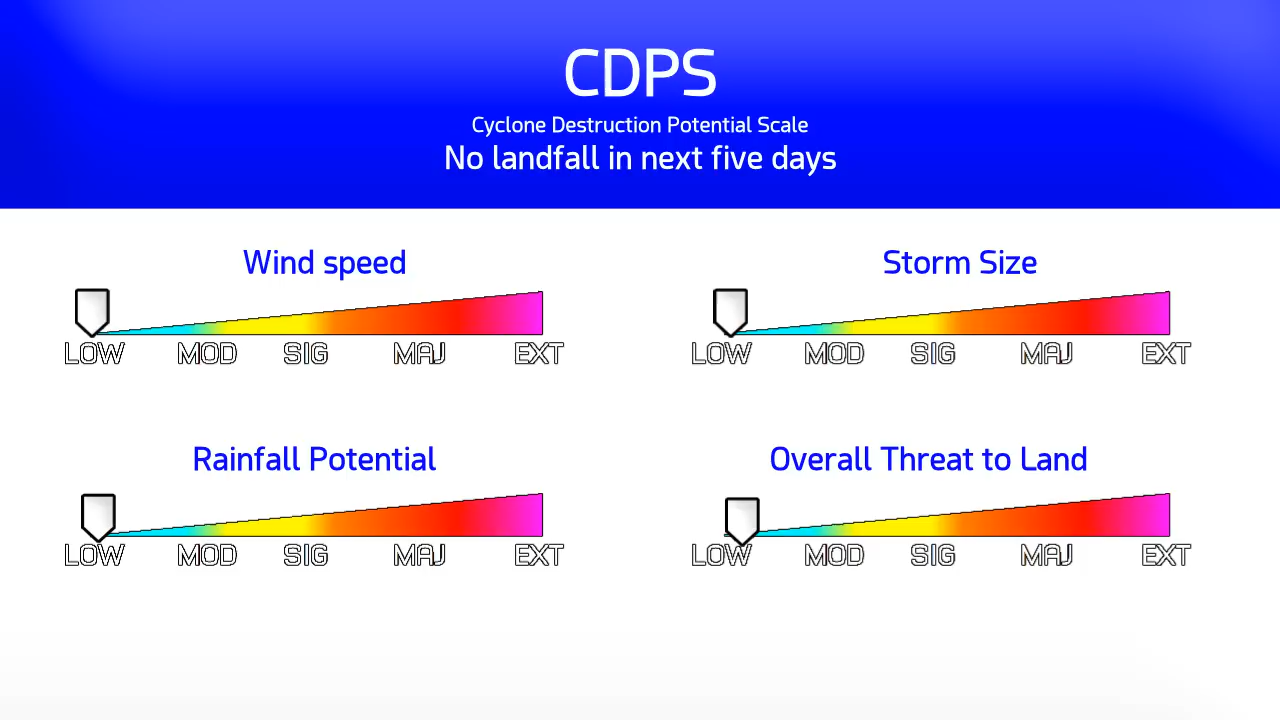 CDPS
Cyclone Destruction Potential Scale
No landfall in next five days
Wind speed
LOW MOD SIG MAJ EXT
Storm Size
LOW MOD SIG MAJ EXT
Rainfall Potential
LOW MOD SIG MAJ EXT
Overall Threat to Land
LOW MOD SIG MAJ EXT